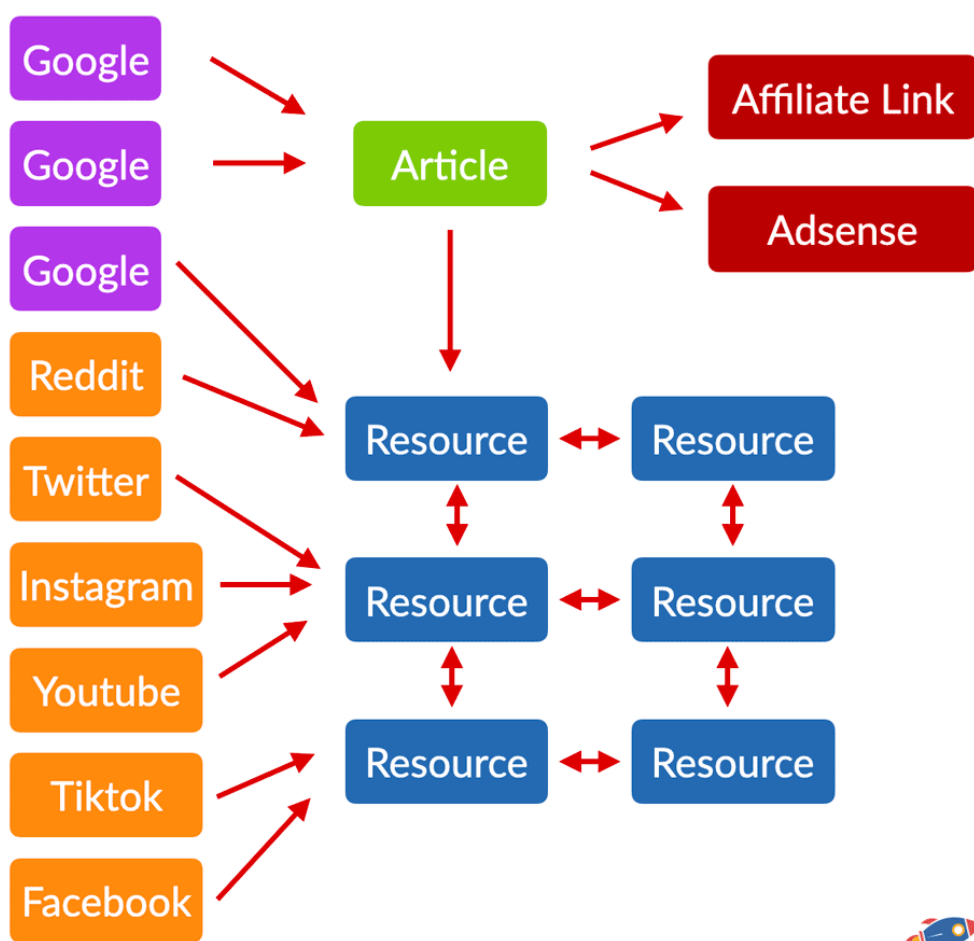 Google
Google
Google
Reddit
Twitter
Instagram
Youtube
Tiktok
Facebook
Article
Affiliate Link
Adsense
Resource
Resource
Resource
Resource
Resource
Resource